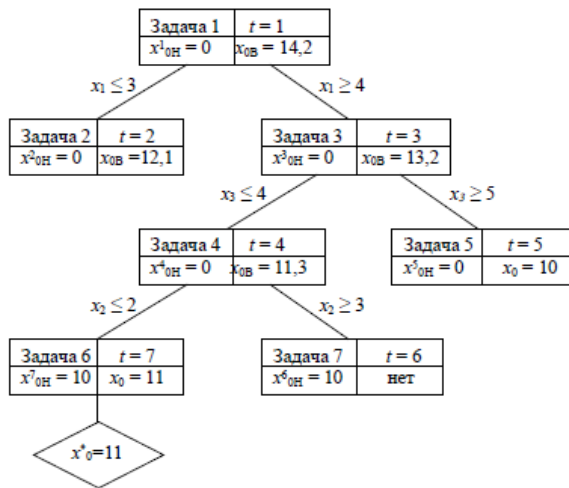 Задача 1 t = 1
x¹₀Н = 0 x₀В = 14,2
x₁ ≤ 3 x₁ ≥ 4
Задача 2 t = 2 Задача 3 t = 3
x²₀Н = 0 x₀В =12,1 x³₀Н = 0 x₀В = 13,2
x₃ ≤ 4 x₃ ≥ 5
Задача 4 t = 4 Задача 5 t = 5
x⁴₀Н = 0 x₀В = 11,3 x⁵₀Н = 0 x₀ = 10
x₂ ≤ 2 x₂ ≥ 3
Задача 6 t = 7 Задача 7 t = 6
x⁷₀Н = 10 x₀ = 11 x⁶₀Н = 10 нет
x*₀=11